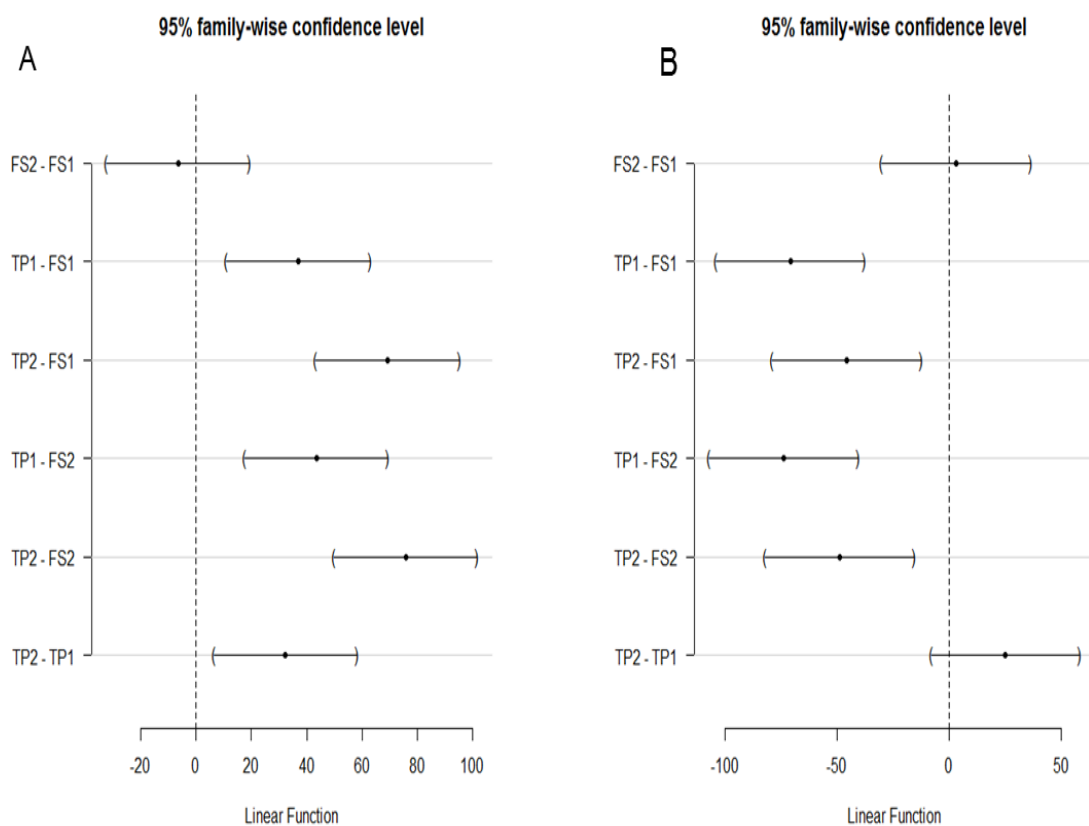 95% family-wise confidence level
A
FS2 - FS1
TP1 - FS1
TP2 - FS1
TP1 - FS2
TP2 - FS2
TP2 - TP1
-20 0 20 40 60 80 100
Linear Function
95% family-wise confidence level
B
FS2 - FS1
TP1 - FS1
TP2 - FS1
TP1 - FS2
TP2 - FS2
TP2 - TP1
-100 -50 0 50
Linear Function